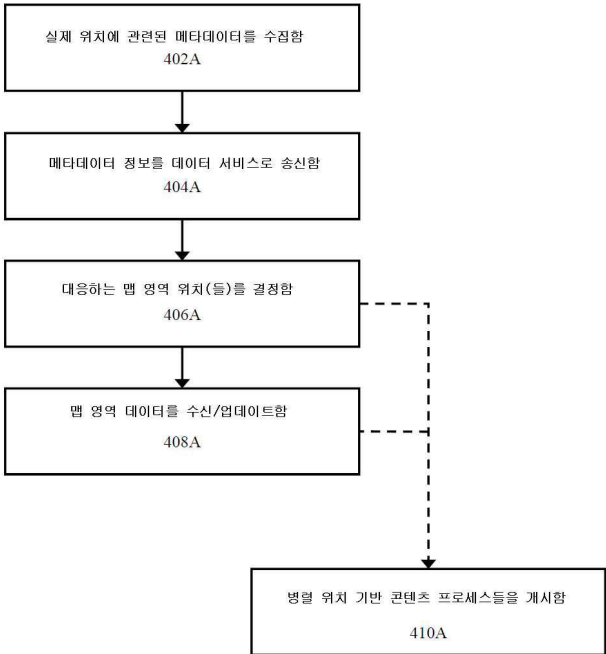 실제 위치에 관련된 메타데이터를 수집함
402A
메타데이터 정보를 데이터 서비스로 송신함
404A
대응하는 맵 영역 위치(들)를 결정함
406A
맵 영역 데이터를 수신/업데이트함
408A
병렬 위치 기반 콘텐츠 프로세스들을 개시함
410A